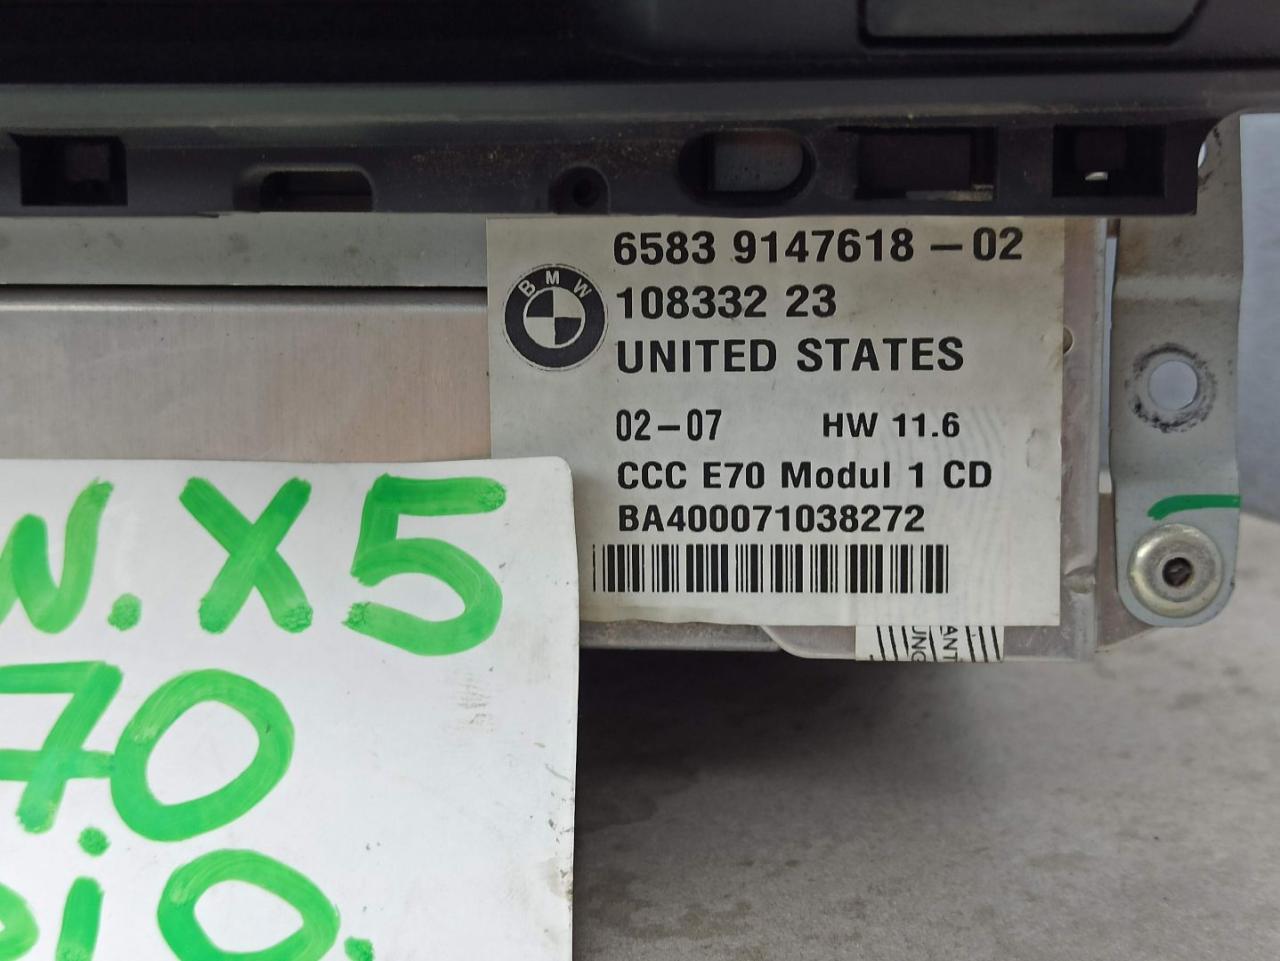 6583 9147618-02
BMW
108332 23
UNITED STATES
02-07 HW 11.6
CCC E70 Modul 1 CD
BA400071038272
W. X5
70